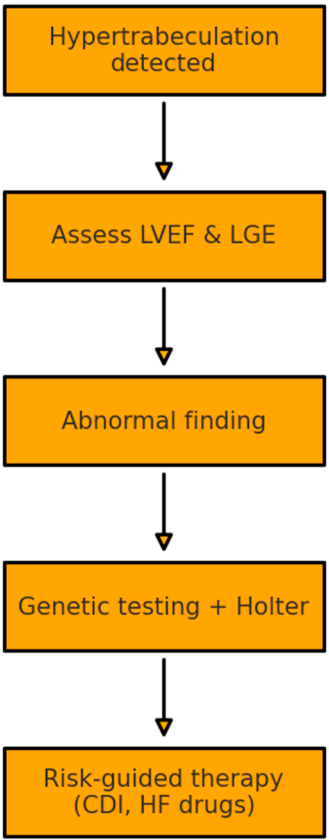 Hypertrabeculation
detected
Assess LVEF & LGE
Abnormal finding
Genetic testing + Holter
Risk-guided therapy
(CDI, HF drugs)